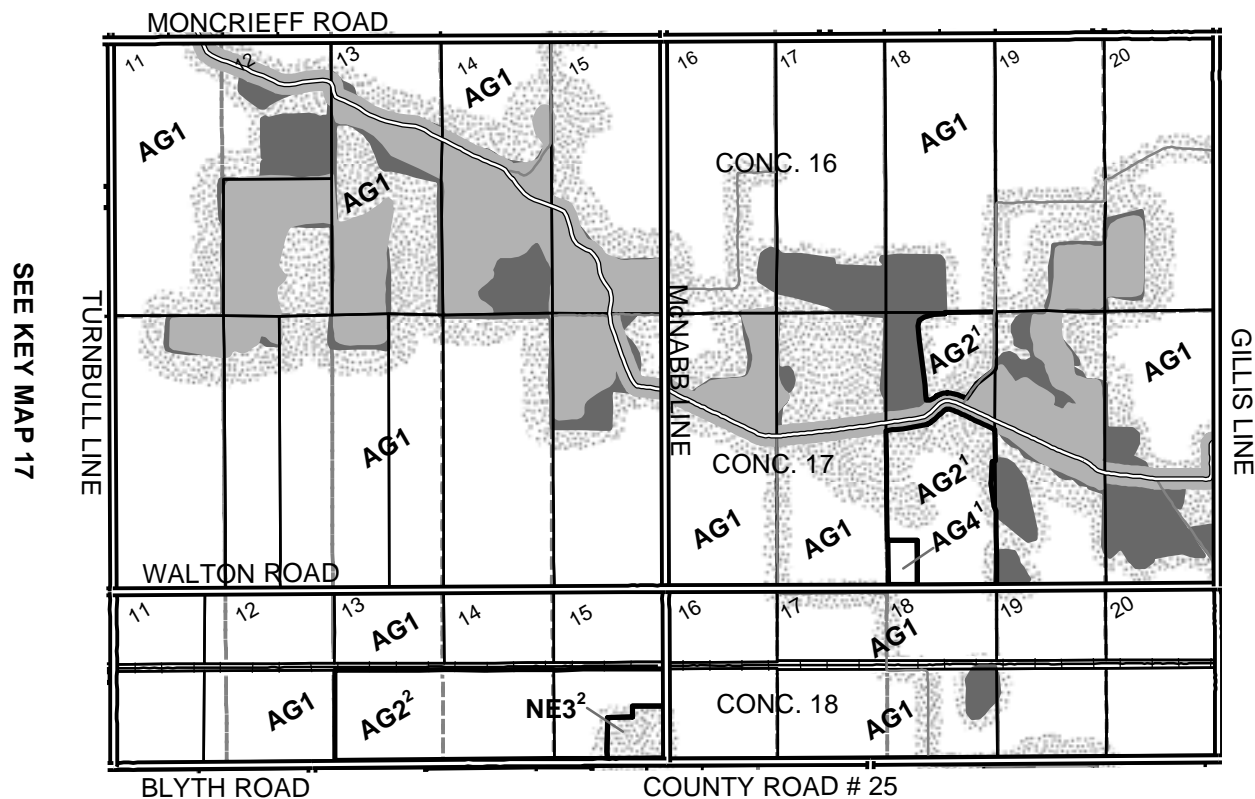 MONCRIEFF ROAD
11
12
13
14
15
16
17
18
19
20
AG1
AG1
AG1
AG1
CONC. 16
SEE KEY MAP 17
TURNBULL LINE
McNABB LINE
GILLIS LINE
AG2¹
AG1
AG1
CONC. 17
AG2¹
AG1
AG1
AG4¹
WALTON ROAD
11
12
13
14
15
16
17
18
19
20
AG1
AG1
AG1
AG2²
NE3²
CONC. 18
AG1
BLYTH ROAD
COUNTY ROAD # 25